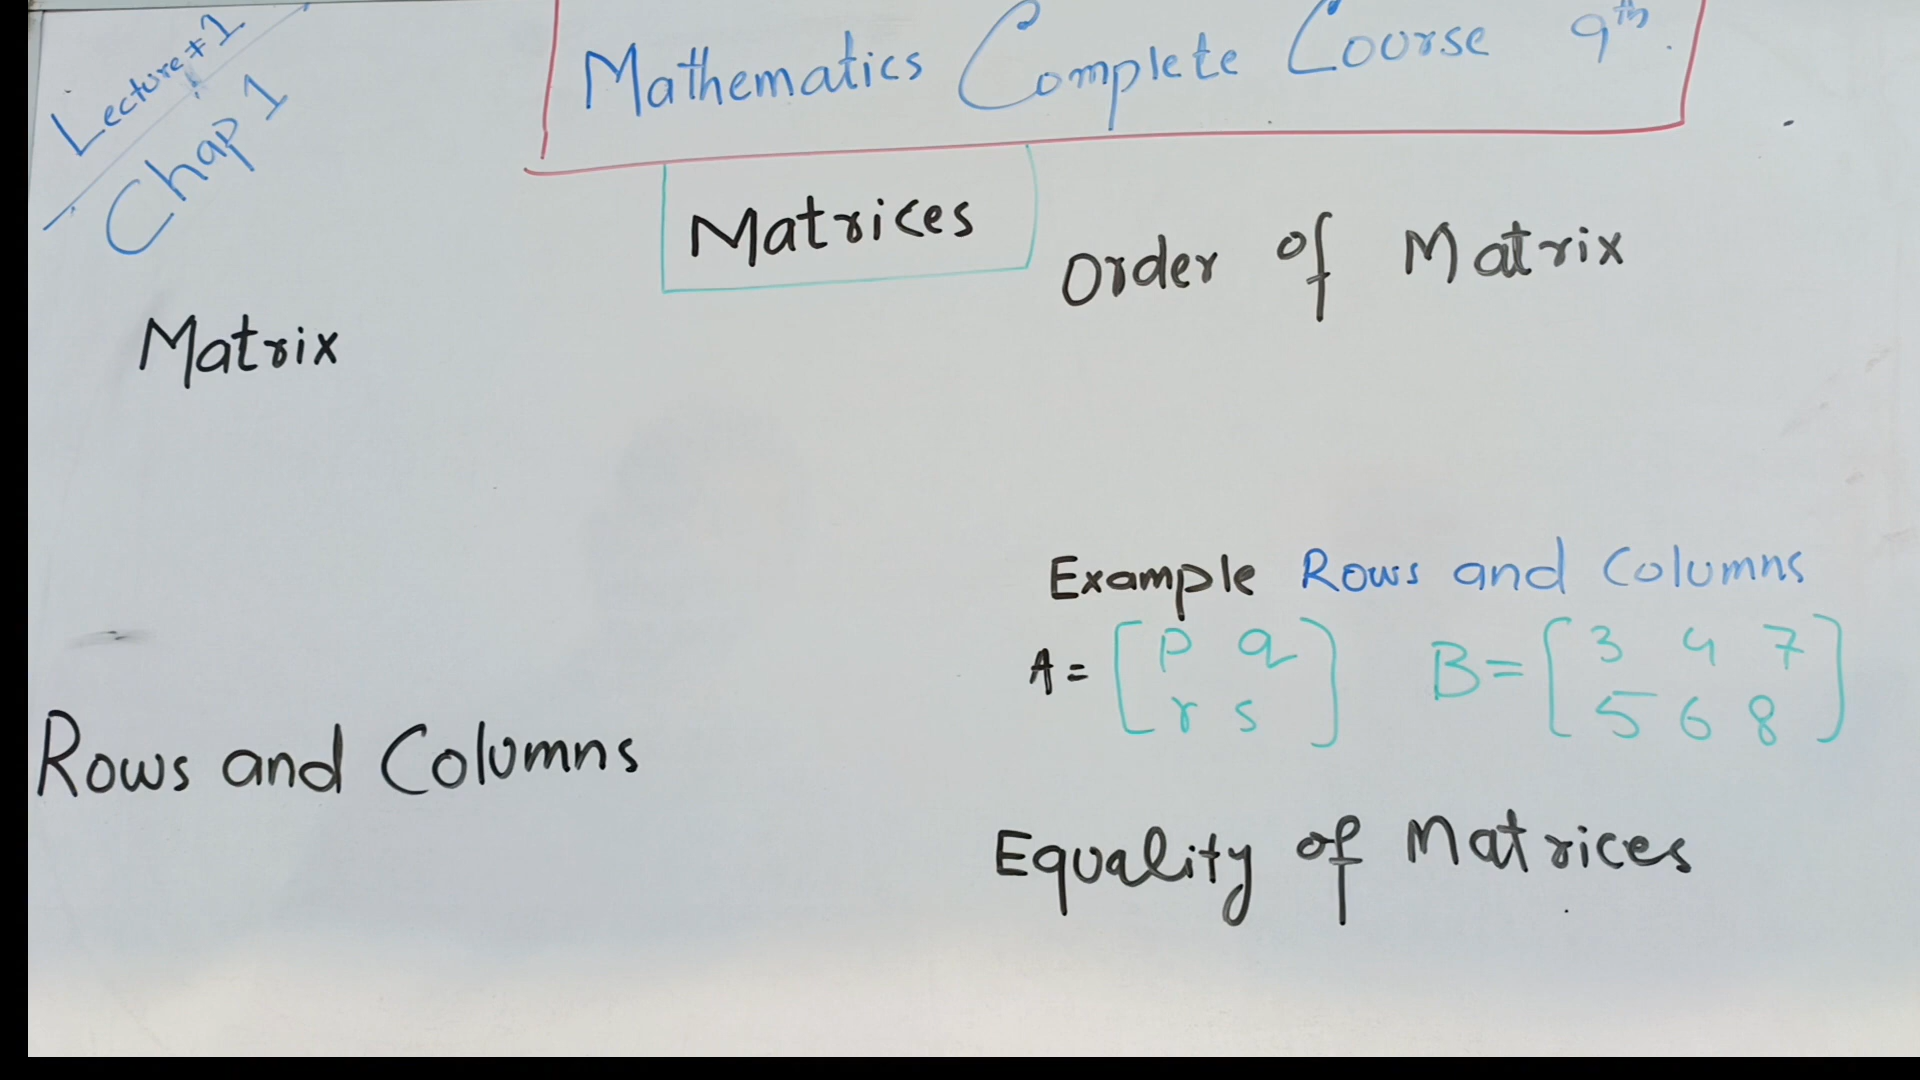 Lecture #1
Chap 1
Mathematics Complete Course 9th.
Matrices
Order of Matrix
Matrix
Example Rows and Columns
A = [ p q
r s ]
B = [ 3 4 7
5 6 8 ]
Rows and Columns
Equality of Matrices